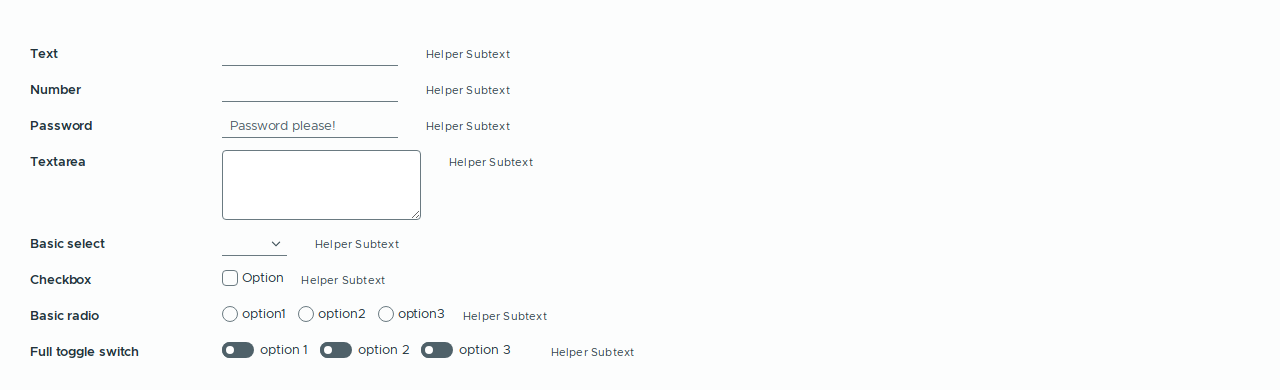 Text Helper Subtext
Number Helper Subtext
Password Password please! Helper Subtext
Textarea Helper Subtext
Basic select Helper Subtext
Checkbox Option Helper Subtext
Basic radio option1 option2 option3 Helper Subtext
Full toggle switch option 1 option 2 option 3 Helper Subtext